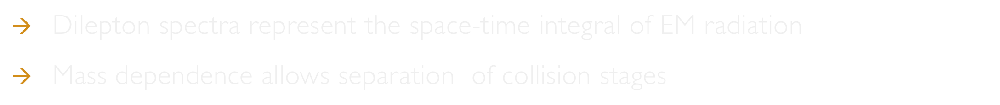 → Dilepton spectra represent the space-time integral of EM radiation
→ Mass dependence allows separation  of collision stages